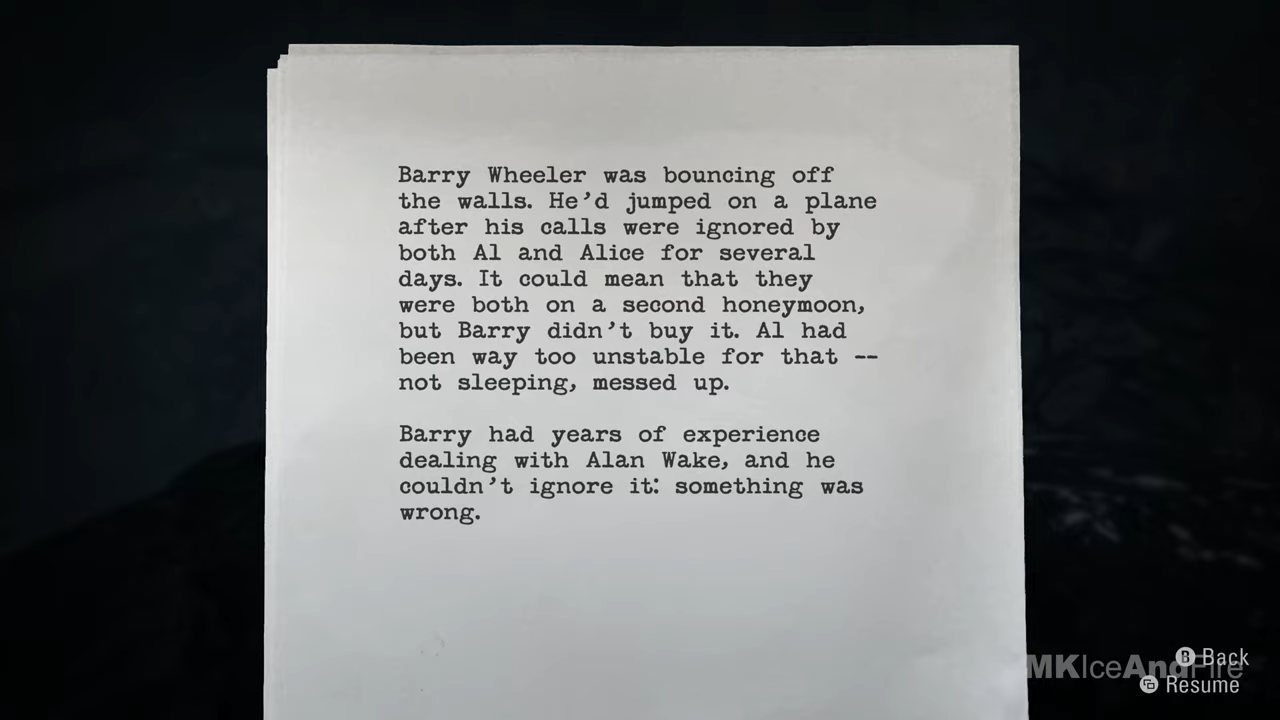 Barry Wheeler was bouncing off
the walls. He'd jumped on a plane
after his calls were ignored by
both Al and Alice for several
days. It could mean that they
were both on a second honeymoon,
but Barry didn't buy it. Al had
been way too unstable for that --
not sleeping, messed up.
Barry had years of experience
dealing with Alan Wake, and he
couldn't ignore it: something was
wrong.
MKIceAndFire
B Back
Resume